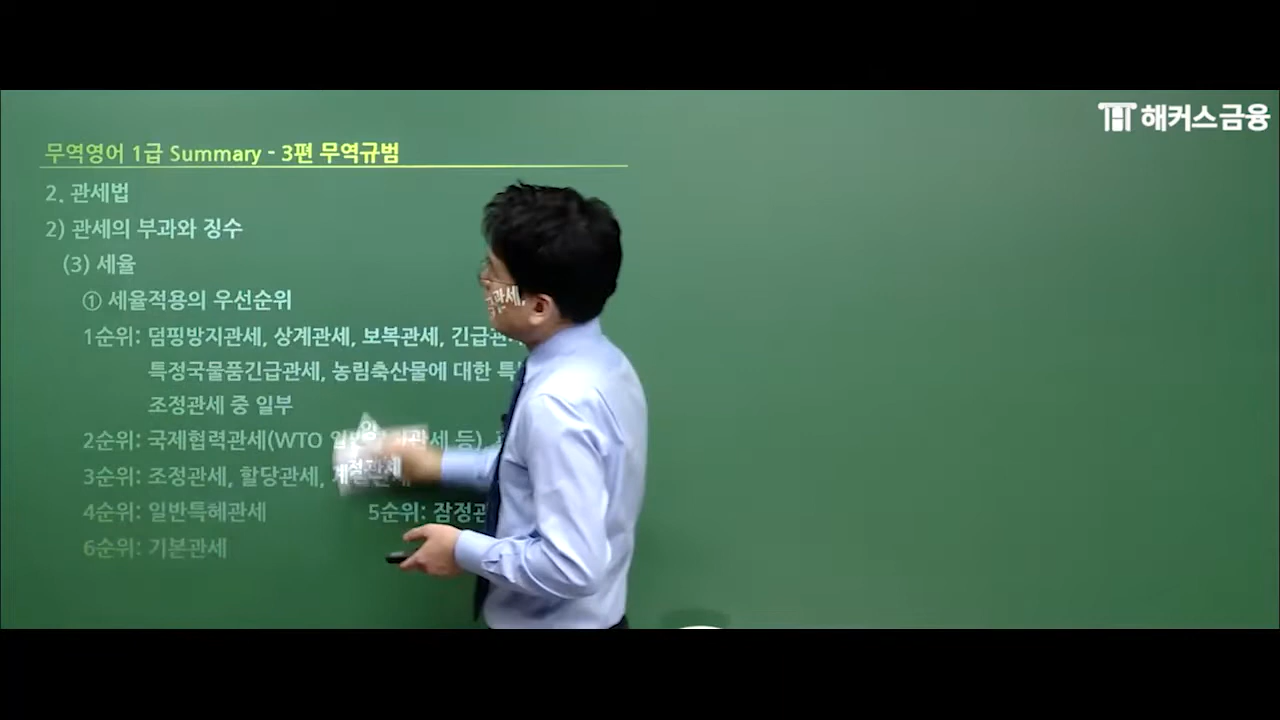 해커스금융
무역영어 1급 Summary - 3편 무역규범
2. 관세법
2) 관세의 부과와 징수
(3) 세율
① 세율적용의 우선순위
1순위: 덤핑방지관세, 상계관세, 보복관세, 긴급관세,
특정국물품긴급관세, 농림축산물에 대한
조정관세 중 일부
2순위: 국제협력관세(WTO 등),
3순위: 조정관세, 할당관세, 계절관세
4순위: 일반특혜관세 5순위:
6순위: 기본관세